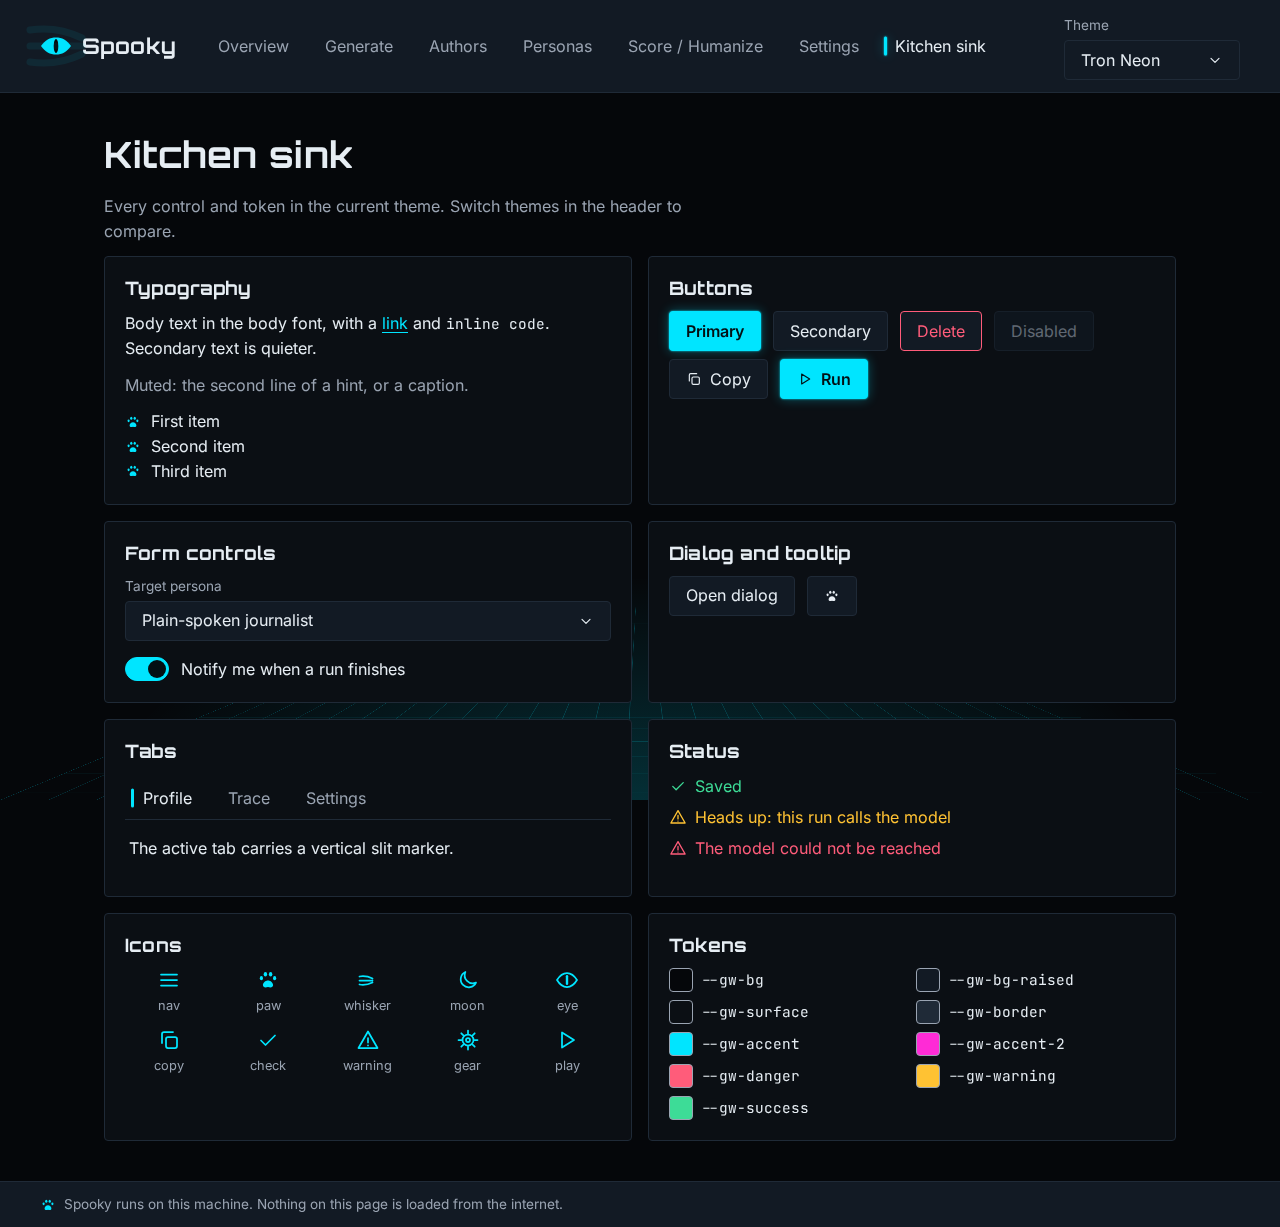 Spooky
Overview
Generate
Authors
Personas
Score / Humanize
Settings
Kitchen sink
Theme
Tron Neon
Kitchen sink
Every control and token in the current theme. Switch themes in the header to
compare.
Typography
Body text in the body font, with a link and inline code.
Secondary text is quieter.
Muted: the second line of a hint, or a caption.
First item
Second item
Third item
Buttons
Primary
Secondary
Delete
Disabled
Copy
Run
Form controls
Target persona
Plain-spoken journalist
Notify me when a run finishes
Dialog and tooltip
Open dialog
Tabs
Profile
Trace
Settings
The active tab carries a vertical slit marker.
Status
Saved
Heads up: this run calls the model
The model could not be reached
Icons
nav
paw
whisker
moon
eye
copy
check
warning
gear
play
Tokens
--gw-bg
--gw-bg-raised
--gw-surface
--gw-border
--gw-accent
--gw-accent-2
--gw-danger
--gw-warning
--gw-success
Spooky runs on this machine. Nothing on this page is loaded from the internet.